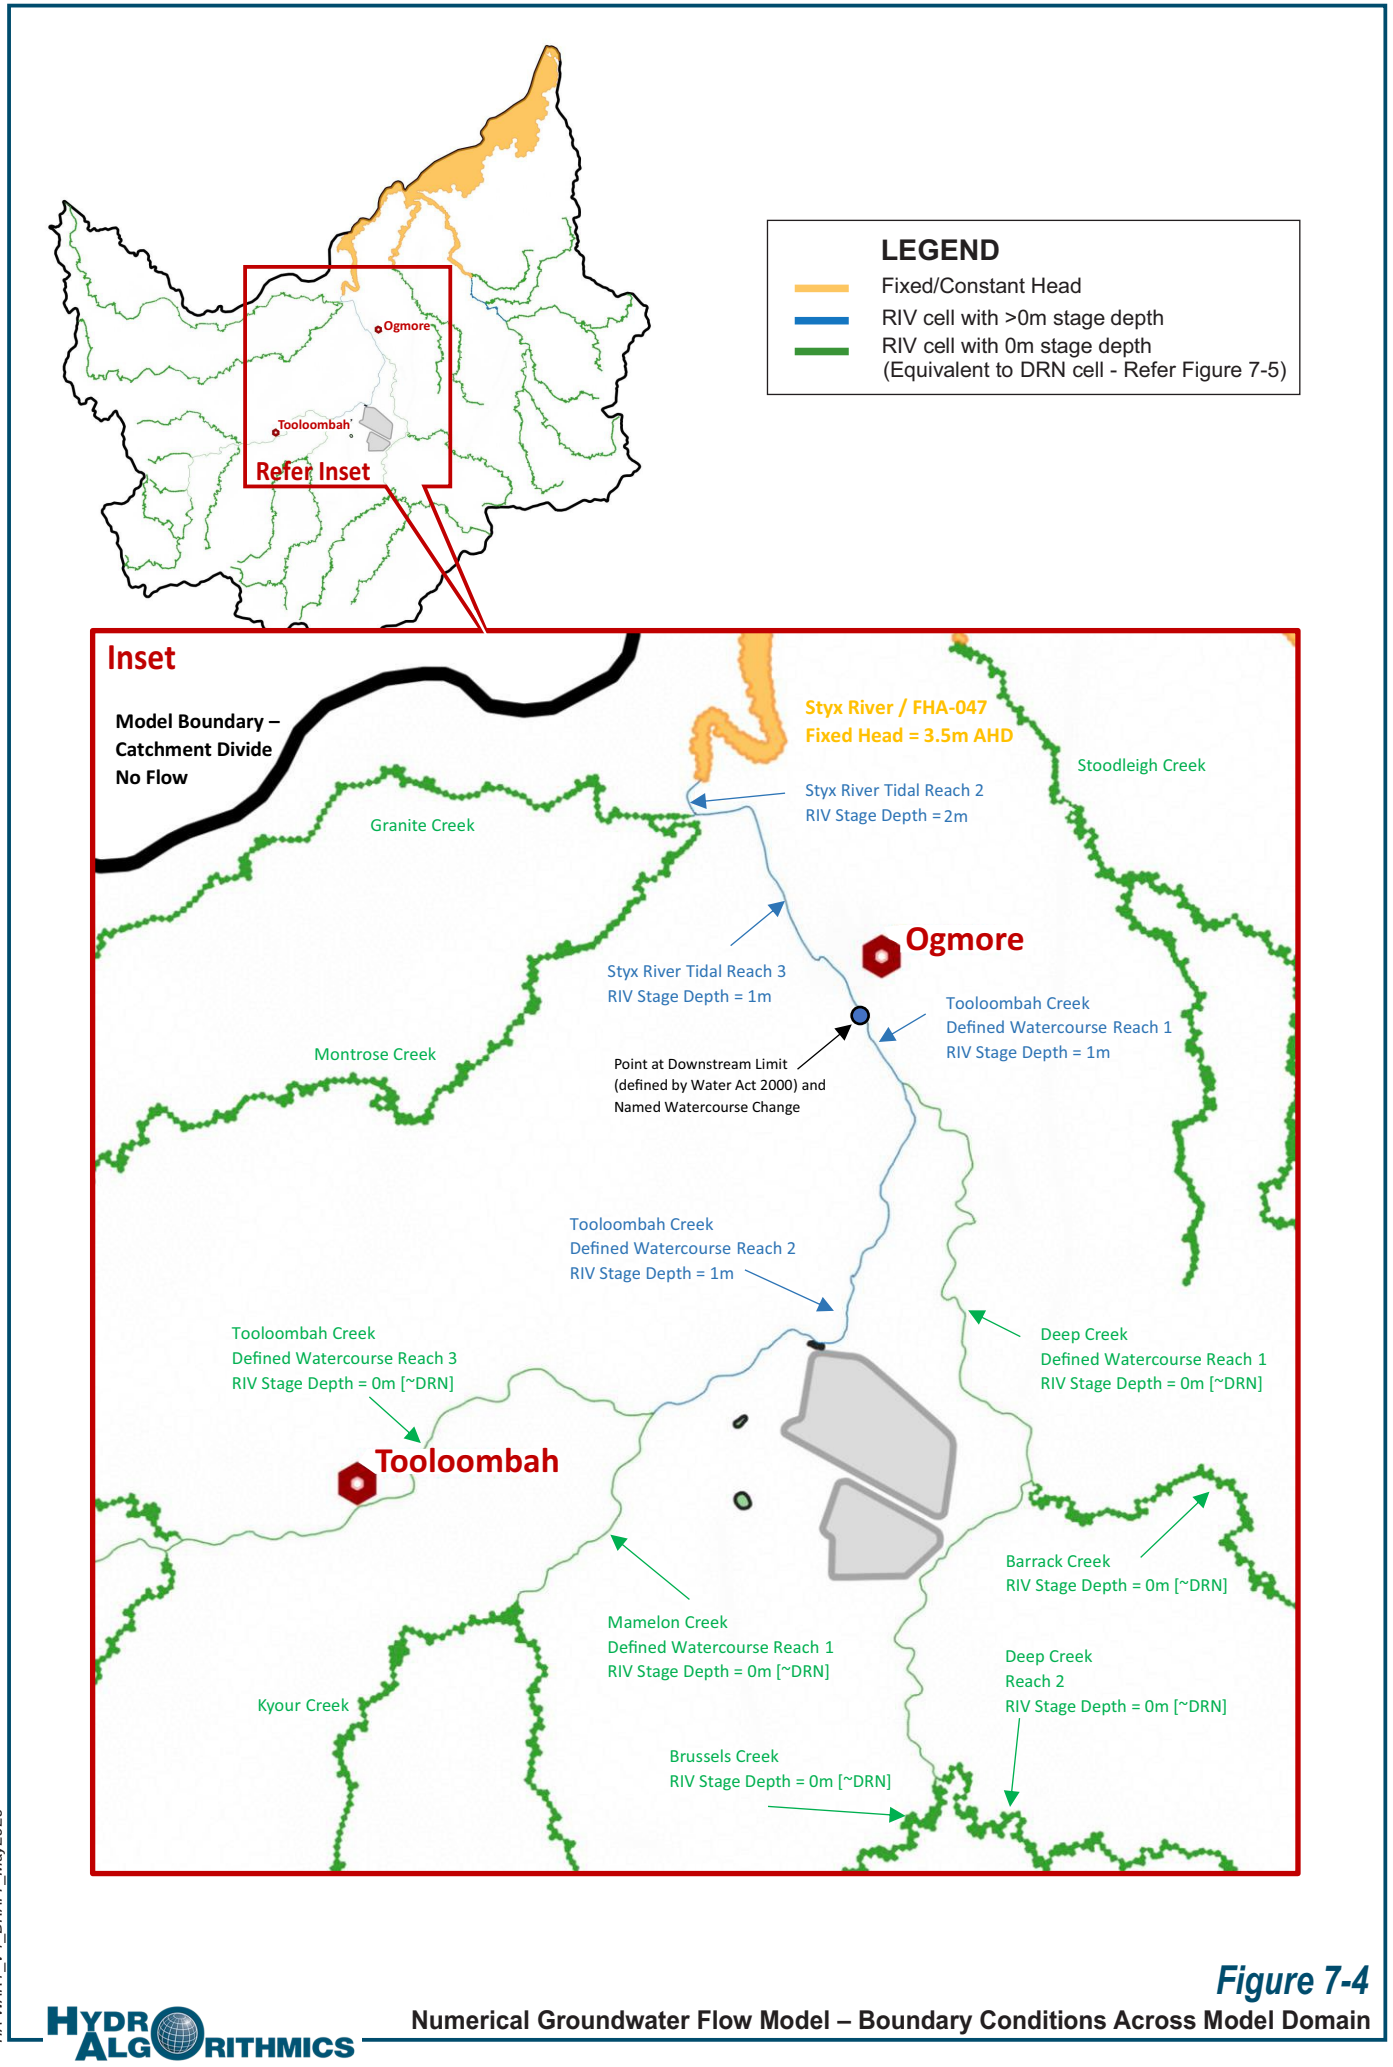 LEGEND
Fixed/Constant Head
RIV cell with >0m stage depth
RIV cell with 0m stage depth
(Equivalent to DRN cell - Refer Figure 7-5)
Ogmore
Tooloombah
Refer Inset
Inset
Model Boundary –
Catchment Divide
No Flow
Styx River / FHA-047
Fixed Head = 3.5m AHD
Stoodleigh Creek
Styx River Tidal Reach 2
RIV Stage Depth = 2m
Granite Creek
Ogmore
Styx River Tidal Reach 3
RIV Stage Depth = 1m
Tooloombah Creek
Defined Watercourse Reach 1
RIV Stage Depth = 1m
Montrose Creek
Point at Downstream Limit
(defined by Water Act 2000) and
Named Watercourse Change
Tooloombah Creek
Defined Watercourse Reach 2
RIV Stage Depth = 1m
Tooloombah Creek
Defined Watercourse Reach 3
RIV Stage Depth = 0m [~DRN]
Deep Creek
Defined Watercourse Reach 1
RIV Stage Depth = 0m [~DRN]
Tooloombah
Barrack Creek
RIV Stage Depth = 0m [~DRN]
Mamelon Creek
Defined Watercourse Reach 1
RIV Stage Depth = 0m [~DRN]
Deep Creek
Reach 2
RIV Stage Depth = 0m [~DRN]
Kyour Creek
Brussels Creek
RIV Stage Depth = 0m [~DRN]
Figure 7-4
Numerical Groundwater Flow Model – Boundary Conditions Across Model Domain
HYDRO
ALGORITHMICS